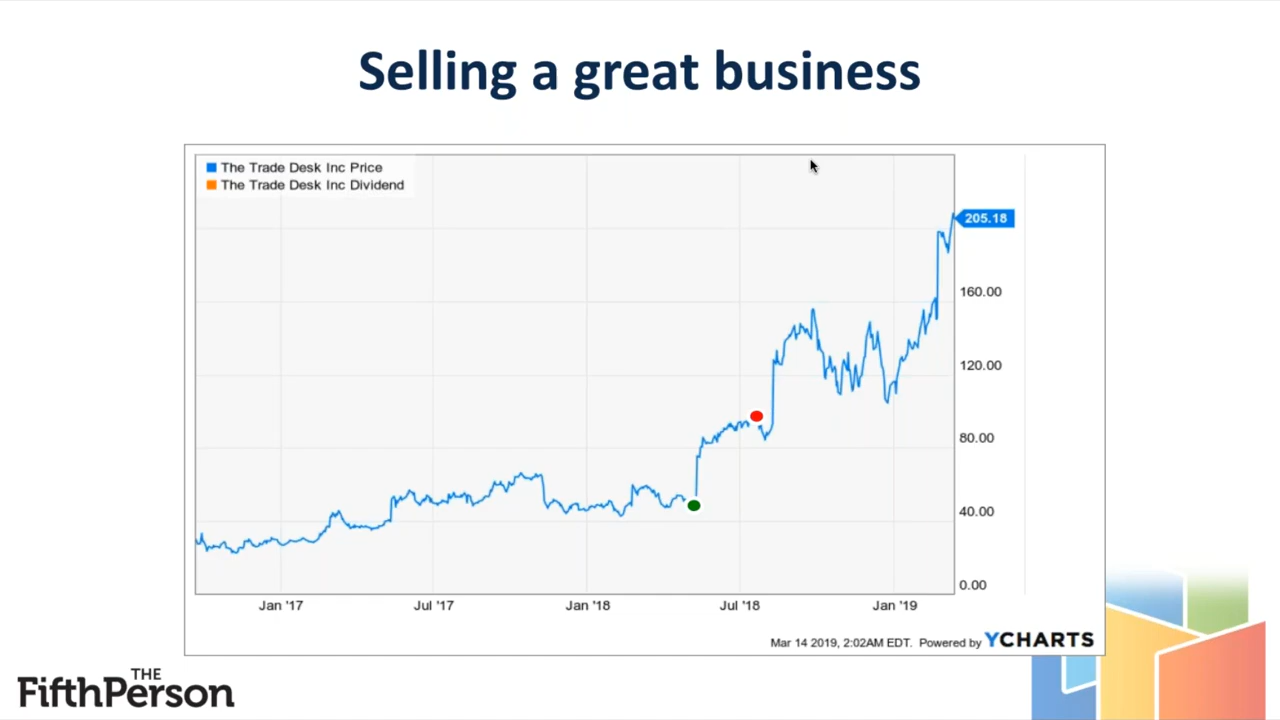 Selling a great business
The Trade Desk Inc Price
The Trade Desk Inc Dividend
205.18
160.00
120.00
80.00
40.00
0.00
Jan '17 Jul '17 Jan '18 Jul '18 Jan '19
Mar 14 2019, 2:02AM EDT. Powered by YCHARTS
THE
FifthPerson